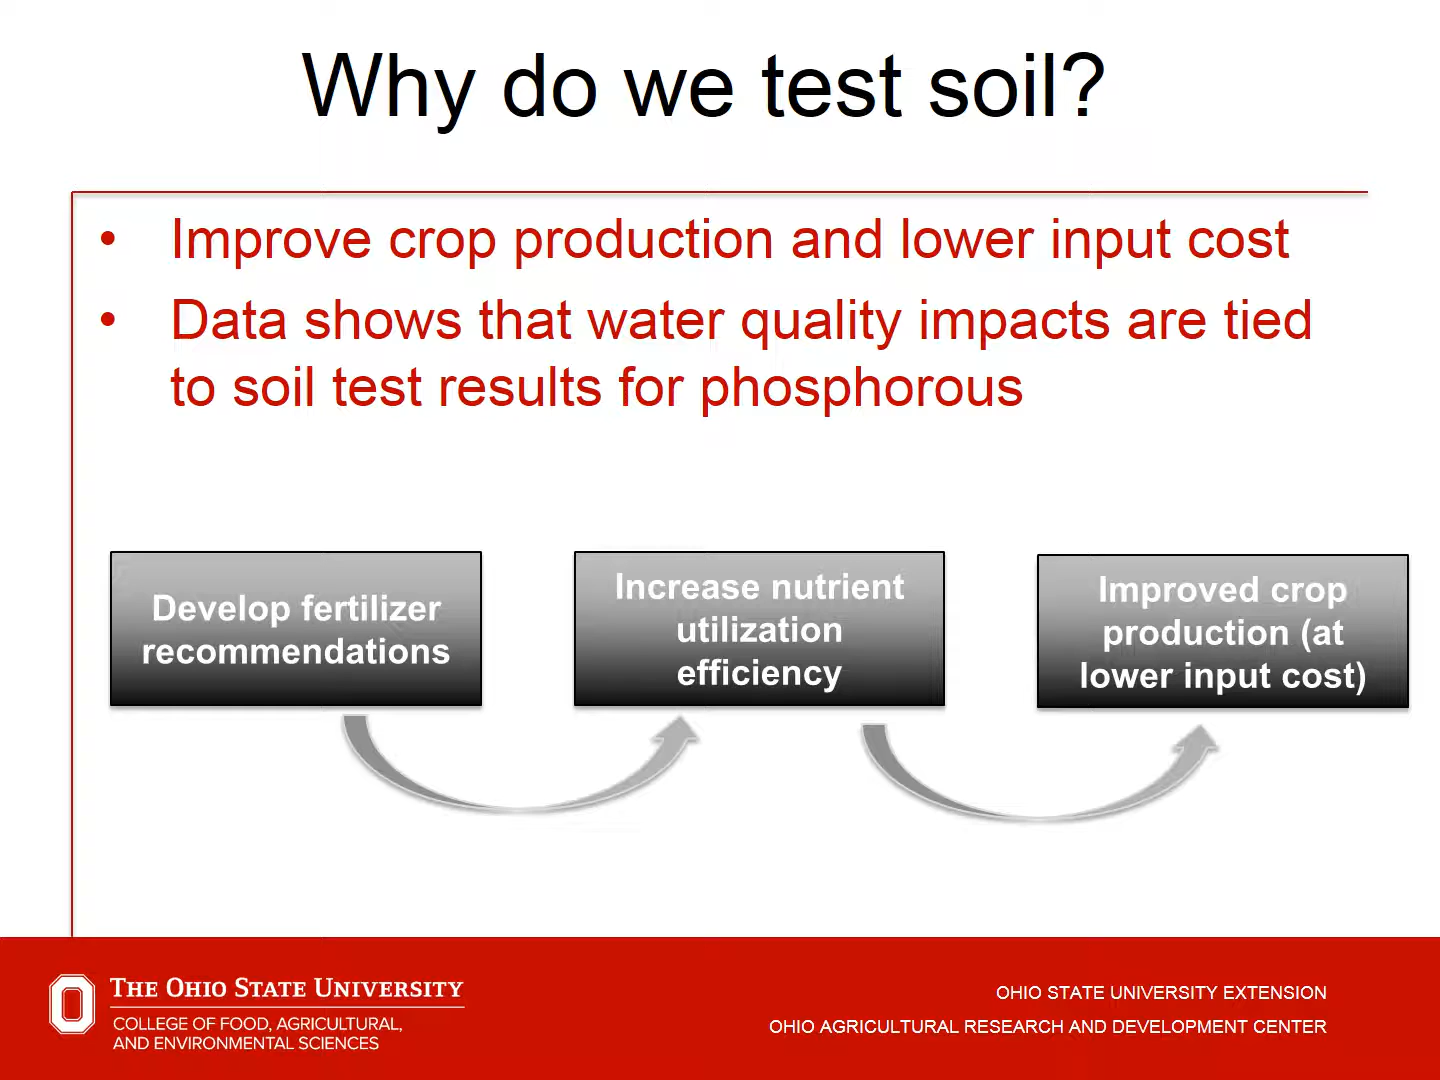 Why do we test soil?
• Improve crop production and lower input cost
• Data shows that water quality impacts are tied
to soil test results for phosphorous
Develop fertilizer
recommendations
Increase nutrient
utilization
efficiency
Improved crop
production (at
lower input cost)
THE OHIO STATE UNIVERSITY
COLLEGE OF FOOD, AGRICULTURAL,
AND ENVIRONMENTAL SCIENCES
OHIO STATE UNIVERSITY EXTENSION
OHIO AGRICULTURAL RESEARCH AND DEVELOPMENT CENTER